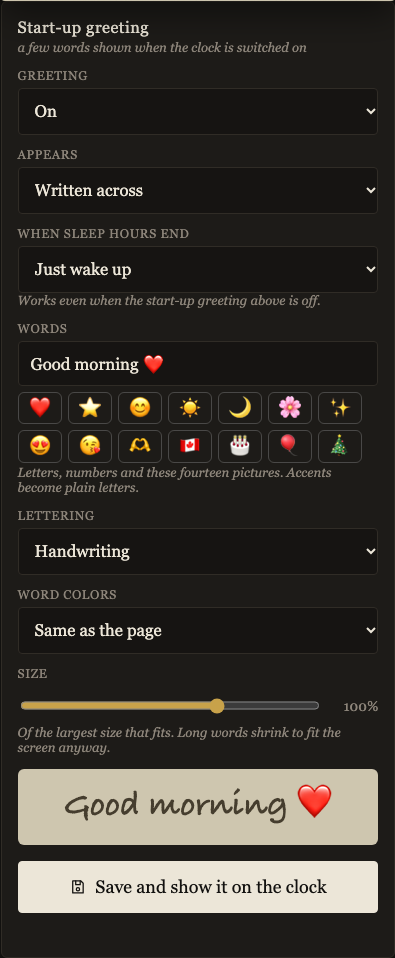 Start-up greeting
a few words shown when the clock is switched on
GREETING
On
APPEARS
Written across
WHEN SLEEP HOURS END
Just wake up
Works even when the start-up greeting above is off.
WORDS
Good morning ❤️
❤️ ⭐ 😊 ☀️ 🌙 🌸 ✨
😍 😘 🫶 🇨🇦 🎂 🎈 🎄
Letters, numbers and these fourteen pictures. Accents
become plain letters.
LETTERING
Handwriting
WORD COLORS
Same as the page
SIZE
100%
Of the largest size that fits. Long words shrink to fit the
screen anyway.
Good morning ❤️
Save and show it on the clock